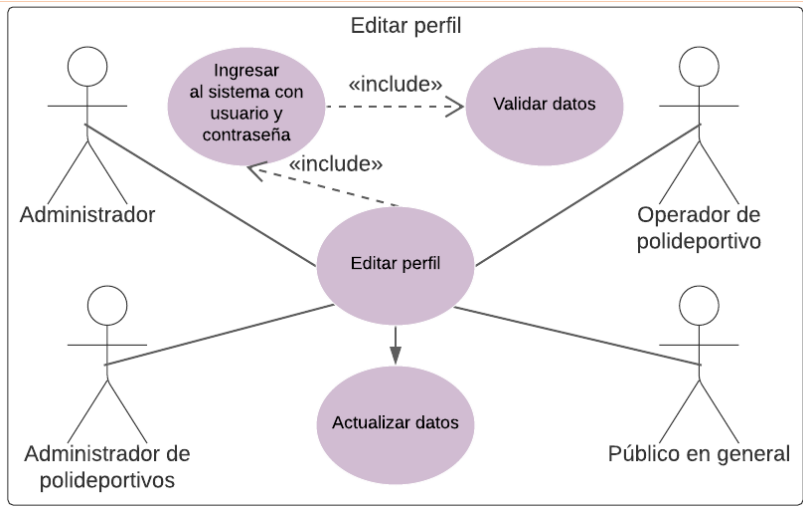 Editar perfil
Ingresar
al sistema con
usuario y
contraseña
«include»
Validar datos
«include»
Administrador
Operador de
polideportivo
Editar perfil
Actualizar datos
Administrador de
polideportivos
Público en general